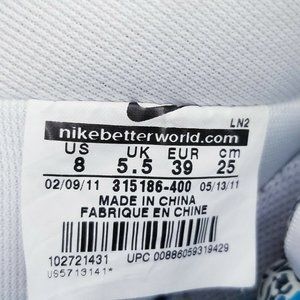 LN2
nikebetterworld.com
US UK EUR cm
8 5.5 39 25
02/09/11 315186-400 05/13/11
MADE IN CHINA
FABRIQUE EN CHINE
102721431 UPC 00886059319429
US5713141*